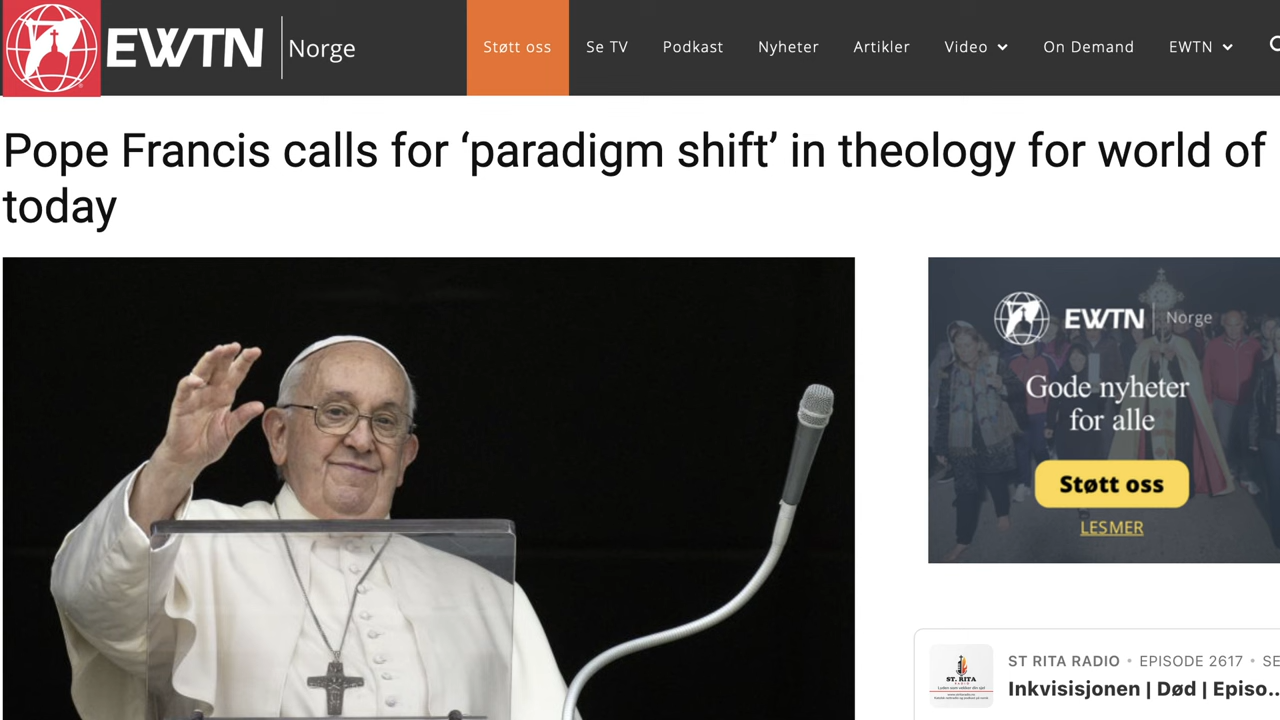 EWTN | Norge
Støtt oss Se TV Podkast Nyheter Artikler Video On Demand EWTN
Pope Francis calls for ‘paradigm shift’ in theology for world of
today
EWTN | Norge
Gode nyheter
for alle
Støtt oss
LESMER
ST RITA RADIO • EPISODE 2617 • SE
Inkvisisjonen | Død | Episo...
ST. RITA
RADIO